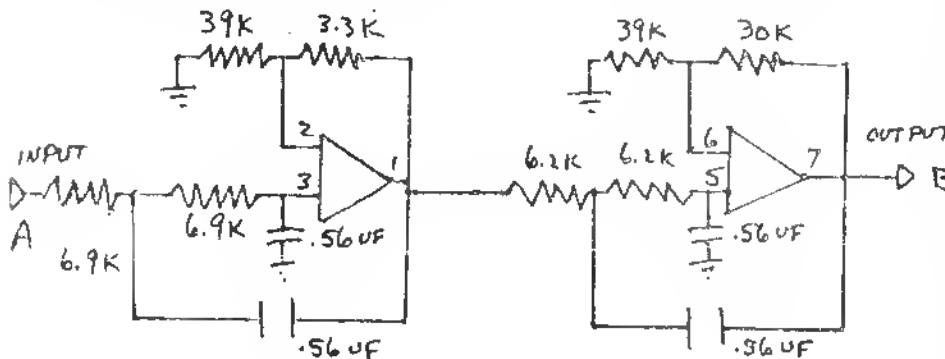 39K 3.3K 39K 30K
2 1 6 7
INPUT OUTPUT
6.2K 6.2K
3 5
A B
6.9K 6.9K .56UF .56UF
.56UF .56UF